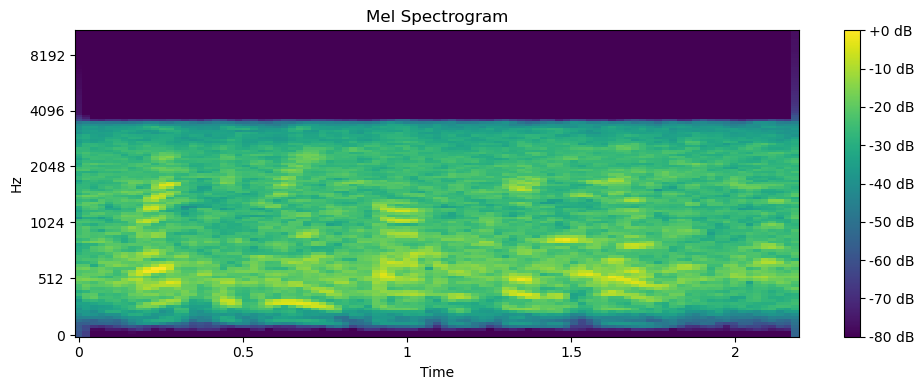 Mel Spectrogram
Hz
8192
4096
2048
1024
512
0
0
0.5
1
1.5
2
Time
+0 dB
-10 dB
-20 dB
-30 dB
-40 dB
-50 dB
-60 dB
-70 dB
-80 dB